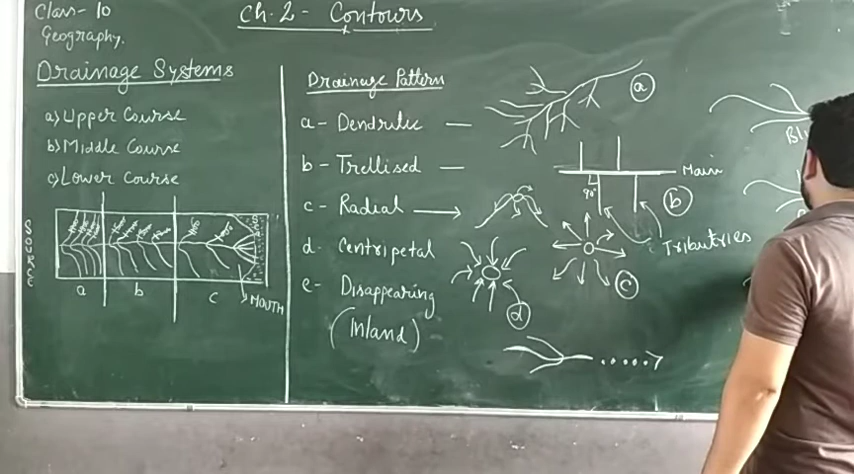 Class- 10
Geography.
Ch. 2 - Contours
Drainage Systems
a) Upper Course
b) Middle Course
c) Lower Course
SOURCE
a
b
c
MOUTH
Drainage Pattern
a - Dendritic —
b - Trellised —
c - Radial
d. Centripetal
e- Disappearing
(Inland)
a
Main
90°
b
Tributries
c
d